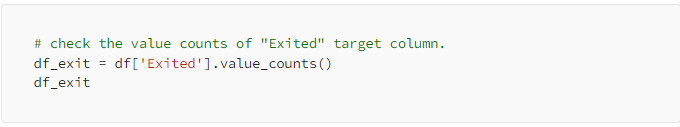 # check the value counts of "Exited" target column.
df_exit = df['Exited'].value_counts()
df_exit